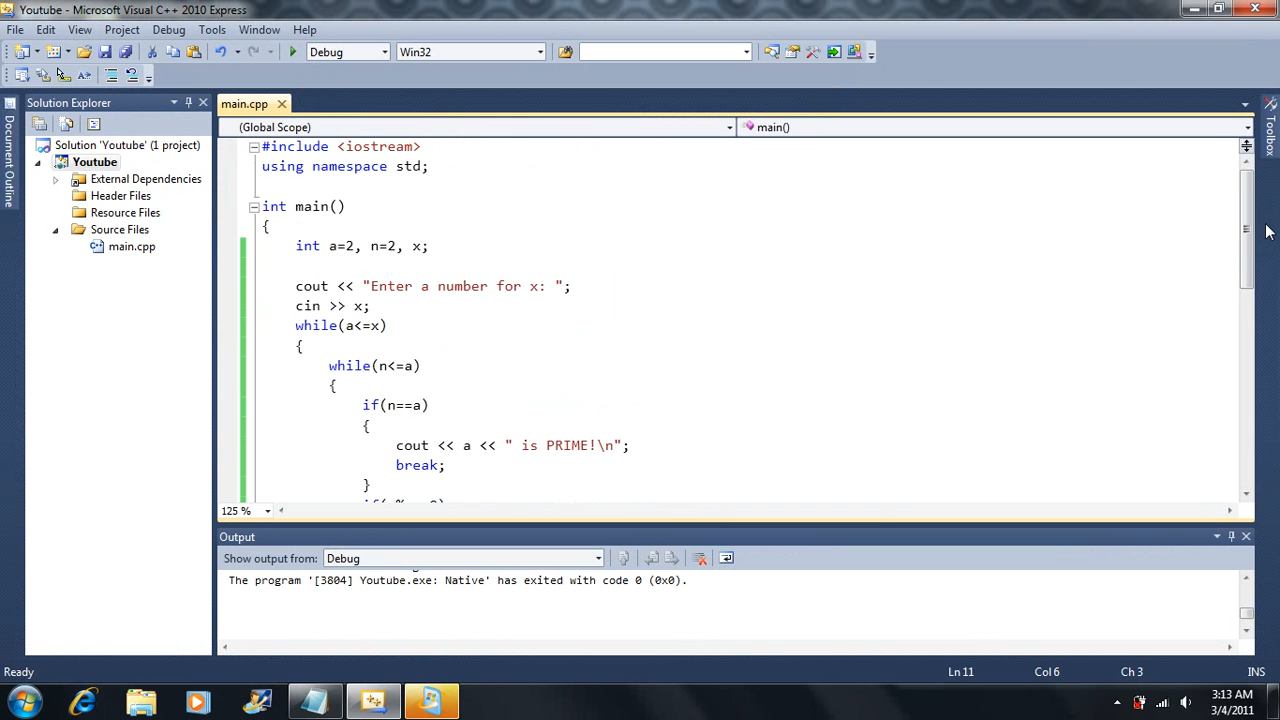 Youtube - Microsoft Visual C++ 2010 Express
File Edit View Project Debug Tools Window Help
Debug Win32
Solution Explorer
main.cpp
Document Outline
Toolbox
(Global Scope) main()
Solution 'Youtube' (1 project)
Youtube
External Dependencies
Header Files
Resource Files
Source Files
main.cpp
#include <iostream>
using namespace std;
int main()
{
int a=2, n=2, x;
cout << "Enter a number for x: ";
cin >> x;
while(a<=x)
{
while(n<=a)
{
if(n==a)
{
cout << a << " is PRIME!\n";
break;
}
125 %
Output
Show output from: Debug
The program '[3804] Youtube.exe: Native' has exited with code 0 (0x0).
Ready Ln 11 Col 6 Ch 3 INS
3:13 AM
3/4/2011